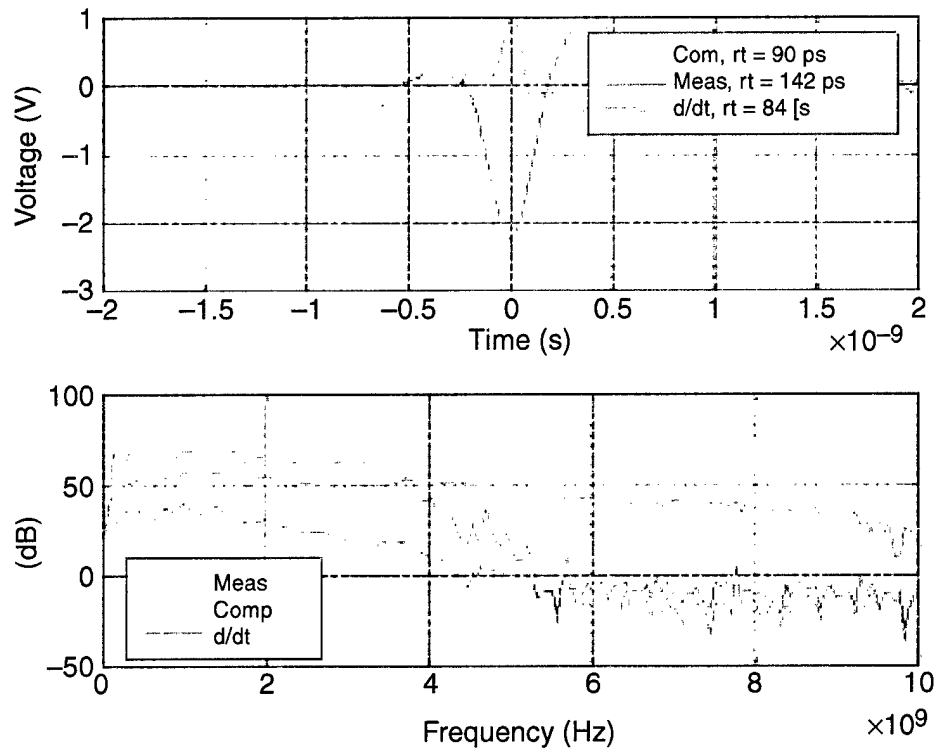 1
0
−1
−2
−3
Voltage (V)
Com, rt = 90 ps
Meas, rt = 142 ps
d/dt, rt = 84 [s
−2
−1.5
−1
−0.5
0
0.5
1
1.5
2
Time (s)
×10⁻⁹
100
50
0
−50
(dB)
Meas
Comp
d/dt
0
2
4
6
8
10
Frequency (Hz)
×10⁹